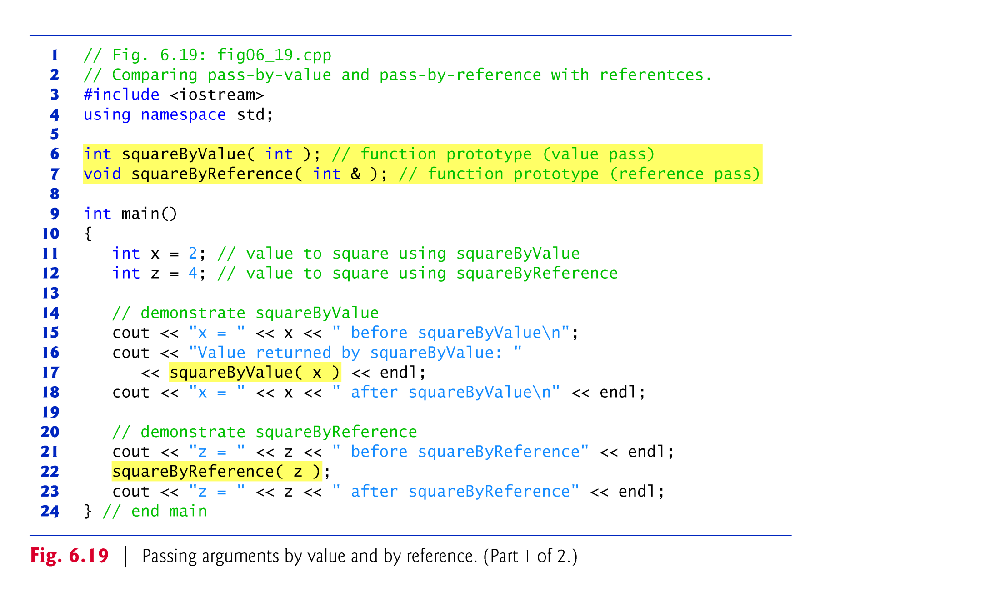 1 // Fig. 6.19: fig06_19.cpp
2 // Comparing pass-by-value and pass-by-reference with referentces.
3 #include <iostream>
4 using namespace std;
5
6 int squareByValue( int ); // function prototype (value pass)
7 void squareByReference( int & ); // function prototype (reference pass)
8
9 int main()
10 {
11    int x = 2; // value to square using squareByValue
12    int z = 4; // value to square using squareByReference
13
14    // demonstrate squareByValue
15    cout << "x = " << x << " before squareByValue\n";
16    cout << "Value returned by squareByValue: "
17       << squareByValue( x ) << endl;
18    cout << "x = " << x << " after squareByValue\n" << endl;
19
20    // demonstrate squareByReference
21    cout << "z = " << z << " before squareByReference" << endl;
22    squareByReference( z );
23    cout << "z = " << z << " after squareByReference" << endl;
24 } // end main
Fig. 6.19 | Passing arguments by value and by reference. (Part 1 of 2.)